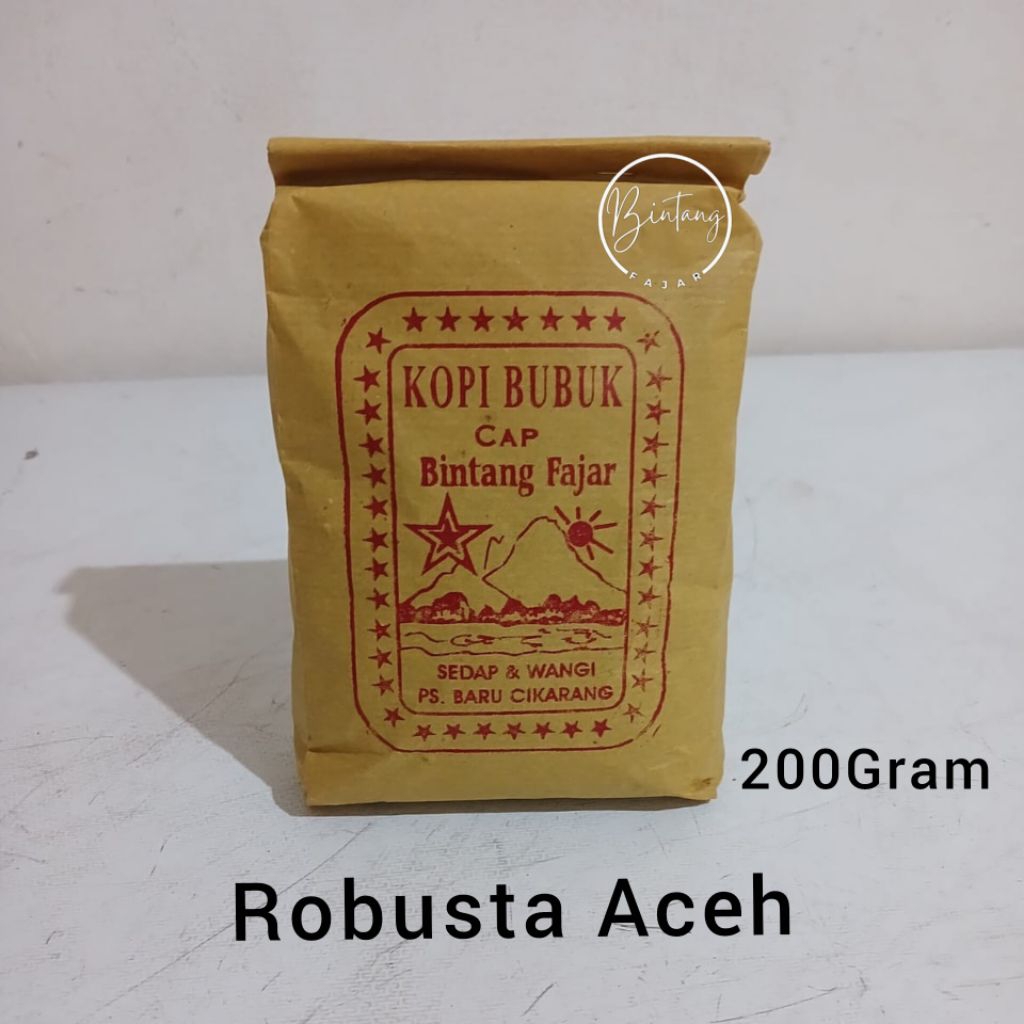 Bintang
FAJAR
KOPI BUBUK
CAP
Bintang Fajar
SEDAP & WANGI
PS. BARU CIKARANG
200Gram
Robusta Aceh